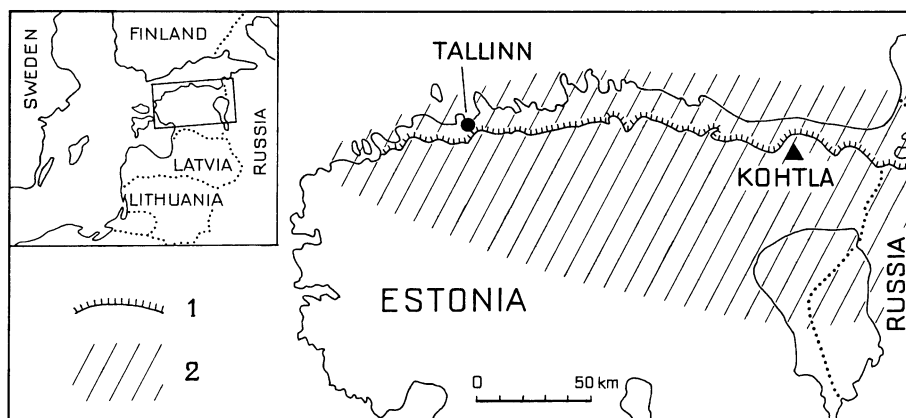 FINLAND
SWEDEN
RUSSIA
LATVIA
LITHUANIA
1
2
TALLINN
KOHTLA
RUSSIA
ESTONIA
0 50 km